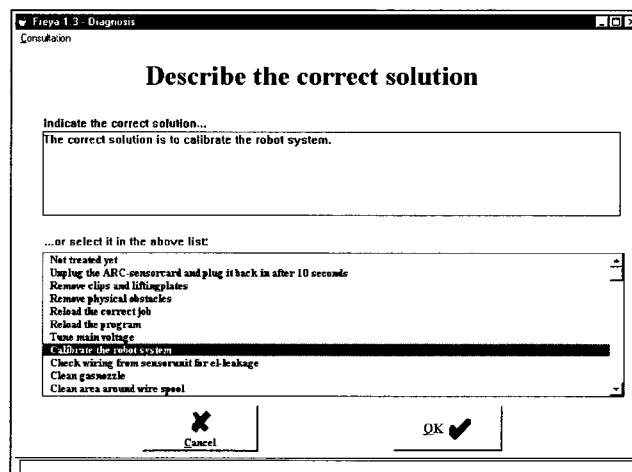 Freya 1.3 - Diagnosis
Consultation
Describe the correct solution
Indicate the correct solution...
The correct solution is to calibrate the robot system.
...or select it in the above list:
Not treated yet
Unplug the ARC-sensorcard and plug it back in after 10 seconds
Remove clips and liftingplates
Remove physical obstacles
Reload the correct job
Reload the program
Tune main voltage
Calibrate the robot system
Check wiring from sensorunit for el-leakage
Clean gasnozzle
Clean area around wire spool
Cancel
OK